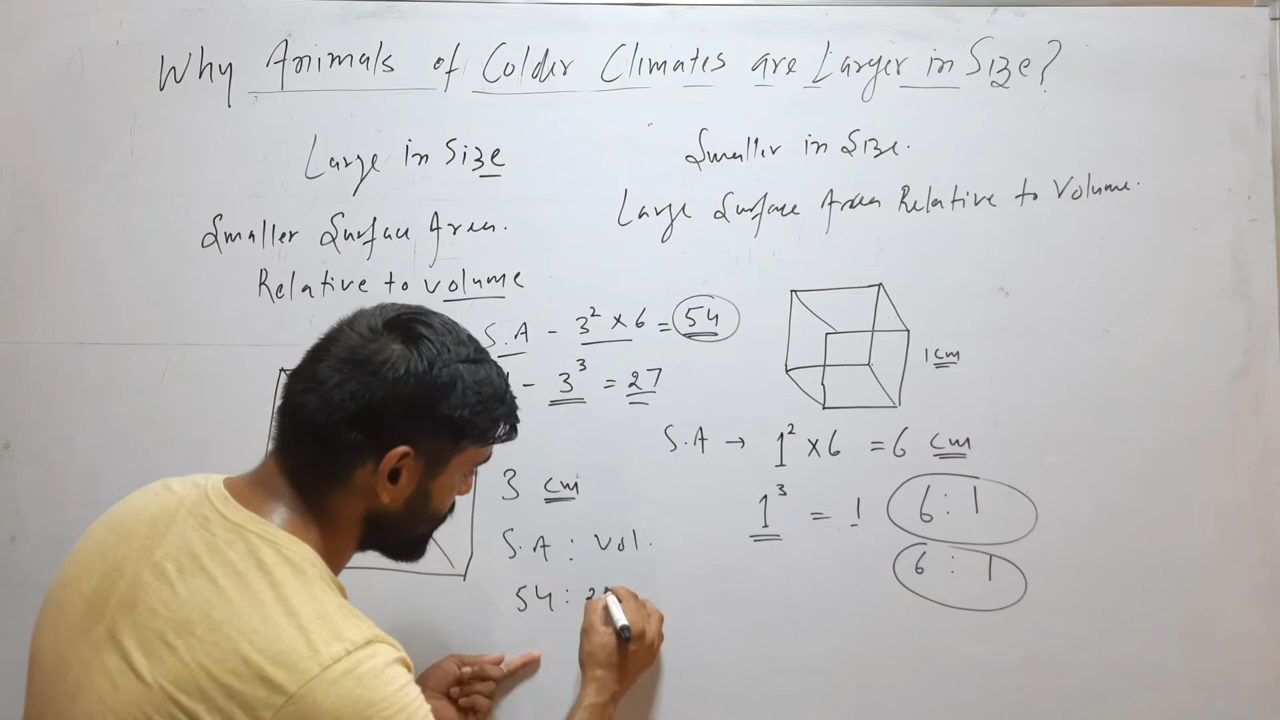 Why Animals of Colder Climates are Larger in Size?
Large in Size
Smaller Surface Area.
Relative to volume
Smaller in Size.
Large Surface Area Relative to Volume.
S.A - 3² × 6 = 54
- 3³ = 27
3 cm
S.A : Vol.
54 :
1 cm
S.A → 1² × 6 = 6 cm
1³ = 1
6 : 1
6 : 1